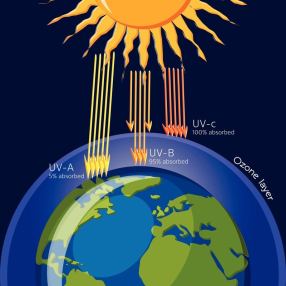 UV-c
100% absorbed
UV-B
95% absorbed
UV-A
5% absorbed
Ozone layer